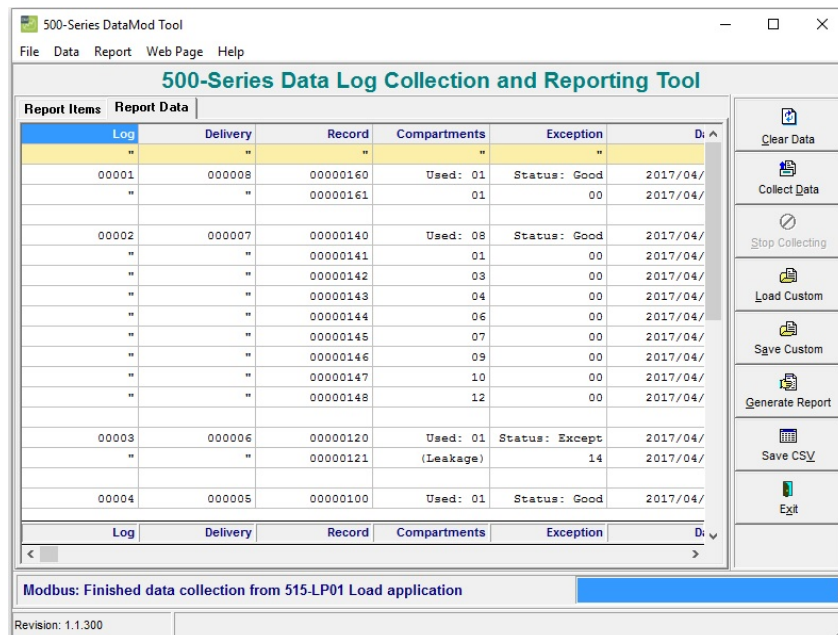 500-Series DataMod Tool
File Data Report Web Page Help
500-Series Data Log Collection and Reporting Tool
Report Items Report Data
Log Delivery Record Compartments Exception Da
" " " " "
00001 000008 00000160 Used: 01 Status: Good 2017/04/
" " 00000161 01 00 2017/04/
00002 000007 00000140 Used: 08 Status: Good 2017/04/
" " 00000141 01 00 2017/04/
" " 00000142 03 00 2017/04/
" " 00000143 04 00 2017/04/
" " 00000144 06 00 2017/04/
" " 00000145 07 00 2017/04/
" " 00000146 09 00 2017/04/
" " 00000147 10 00 2017/04/
" " 00000148 12 00 2017/04/
00003 000006 00000120 Used: 01 Status: Except 2017/04/
" " 00000121 (Leakage) 14 2017/04/
00004 000005 00000100 Used: 01 Status: Good 2017/04/
Log Delivery Record Compartments Exception Da
Clear Data
Collect Data
Stop Collecting
Load Custom
Save Custom
Generate Report
Save CSV
Exit
Modbus: Finished data collection from 515-LP01 Load application
Revision: 1.1.300